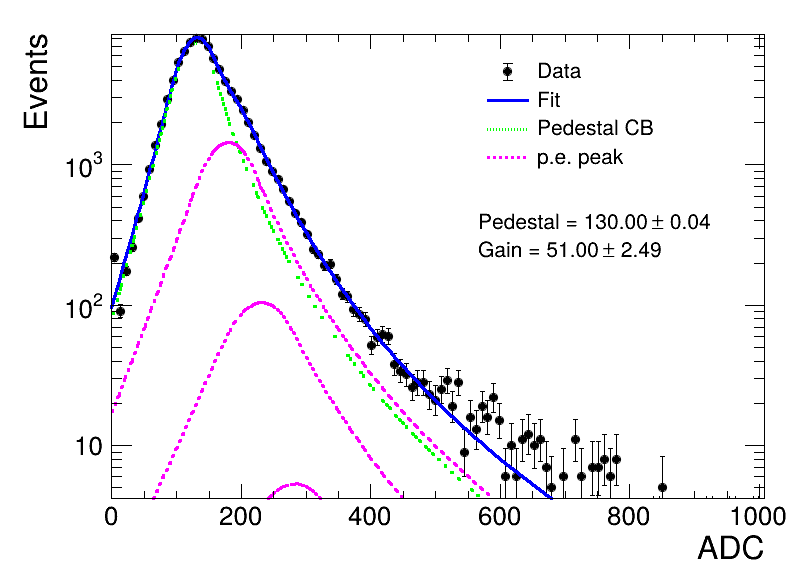 Events
Data
Fit
Pedestal CB
p.e. peak
Pedestal = 130.00 ± 0.04
Gain = 51.00 ± 2.49
10³
10²
10
0 200 400 600 800 1000
ADC